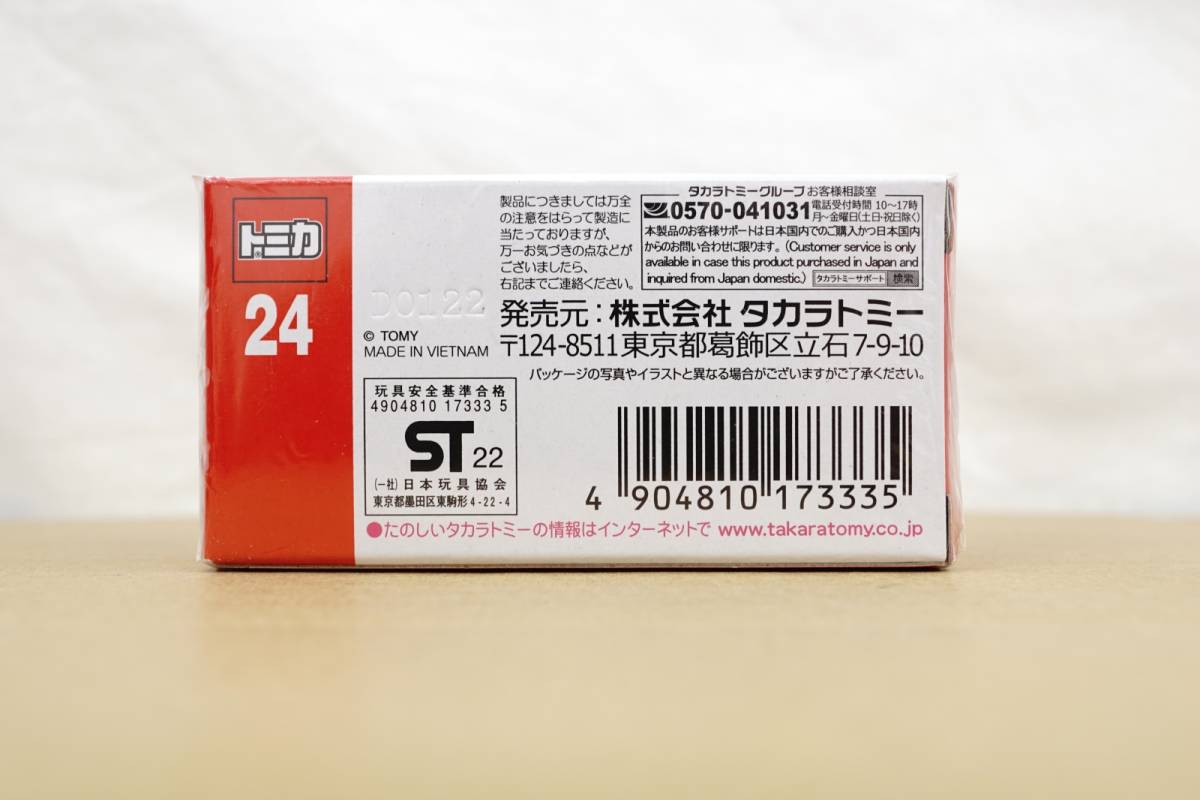 トミカ®
24
D0122
© TOMY
MADE IN VIETNAM
製品につきましては万全
の注意をはらって製造に
当たっておりますが、
万一お気づきの点などが
ございましたら、
右記までご連絡ください。
タカラトミーグループ お客様相談室
0570-041031 電話受付時間 10〜17時
月〜金曜日(土日・祝日除く)
本製品のお客様サポートは日本国内でのご購入かつ日本国内
からのお問い合わせに限ります。(Customer service is only
available in case this product purchased in Japan and
inquired from Japan domestic.) タカラトミーサポート 検索
発売元：株式会社 タカラトミー
〒124-8511 東京都葛飾区立石7-9-10
パッケージの写真やイラストと異なる場合がございますがご了承ください。
玩具安全基準合格
4904810 17333 5
ST 22
(一社)日本玩具協会
東京都墨田区東駒形4-22-4
4 904810 173335
●たのしいタカラトミーの情報はインターネットで www.takaratomy.co.jp